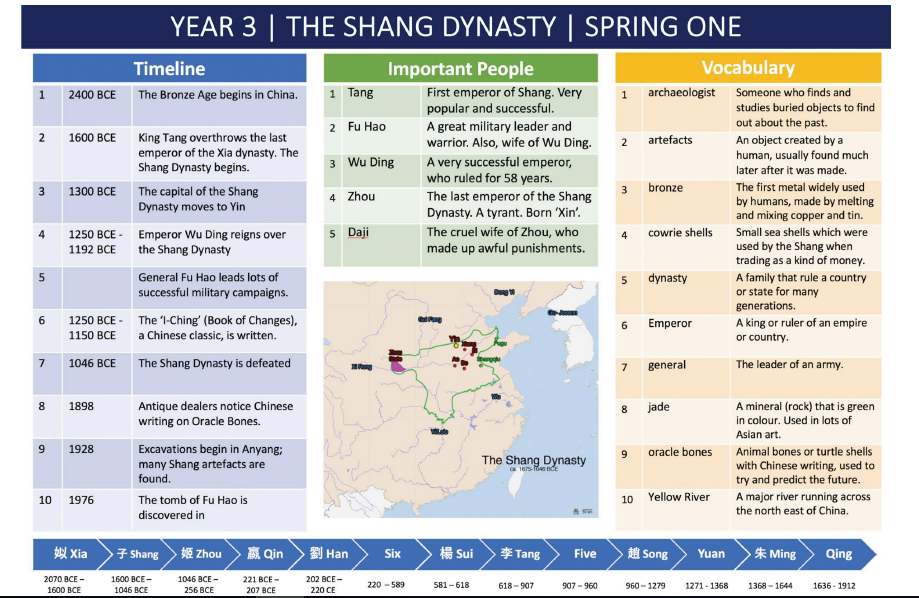 YEAR 3 | THE SHANG DYNASTY | SPRING ONE
Timeline
1 2400 BCE The Bronze Age begins in China.
2 1600 BCE King Tang overthrows the last
emperor of the Xia dynasty. The
Shang Dynasty begins.
3 1300 BCE The capital of the Shang
Dynasty moves to Yin
4 1250 BCE - The Emperor Wu Ding reigns over
1192 BCE the Shang Dynasty
5 General Fu Hao leads lots of
successful military campaigns.
6 1250 BCE - The ‘I-Ching’ (Book of Changes),
1150 BCE a Chinese classic, is written.
7 1046 BCE The Shang Dynasty is defeated
8 1898 Antique dealers notice Chinese
writing on Oracle Bones.
9 1928 Excavations begin in Anyang;
many Shang artefacts are
found.
10 1976 The tomb of Fu Hao is
discovered in
Important People
1 Tang First emperor of Shang. Very
popular and successful.
2 Fu Hao A great military leader and
warrior. Also, wife of Wu Ding.
3 Wu Ding A very successful emperor,
who ruled for 58 years.
4 Zhou The last emperor of the Shang
Dynasty. A tyrant. Born ‘Xin’.
5 Daji The cruel wife of Zhou, who
made up awful punishments.
Dong Yi
Gui Fang
Yin
Xi Rong
Wu
The Shang Dynasty
ca. 1675-1046 BCE
Vocabulary
1 archaeologist Someone who finds and
studies buried objects to find
out about the past.
2 artefacts An object created by a
human, usually found much
later after it was made.
3 bronze The first metal widely used
by humans, made by melting
and mixing copper and tin.
4 cowrie shells Small sea shells which were
used by the Shang when
trading as a kind of money.
5 dynasty A family that rule a country
or state for many
generations.
6 Emperor A king or ruler of an empire
or country.
7 general The leader of an army.
8 jade A mineral (rock) that is green
in colour. Used in lots of
Asian art.
9 oracle bones Animal bones or turtle shells
with Chinese writing, used to
try and predict the future.
10 Yellow River A major river running across
the north east of China.
姒 Xia 子 Shang 姬 Zhou 嬴 Qin 劉 Han Six 楊 Sui 李 Tang Five 趙 Song Yuan 朱 Ming Qing
2070 BCE – 1600 BCE – 1046 BCE – 221 BCE – 202 BCE – 220 – 589 581 – 618 618 – 907 907 – 960 960 – 1279 1271 - 1368 1368 – 1644 1636 - 1912
1600 BCE 1046 BCE 256 BCE 207 BCE 220 CE